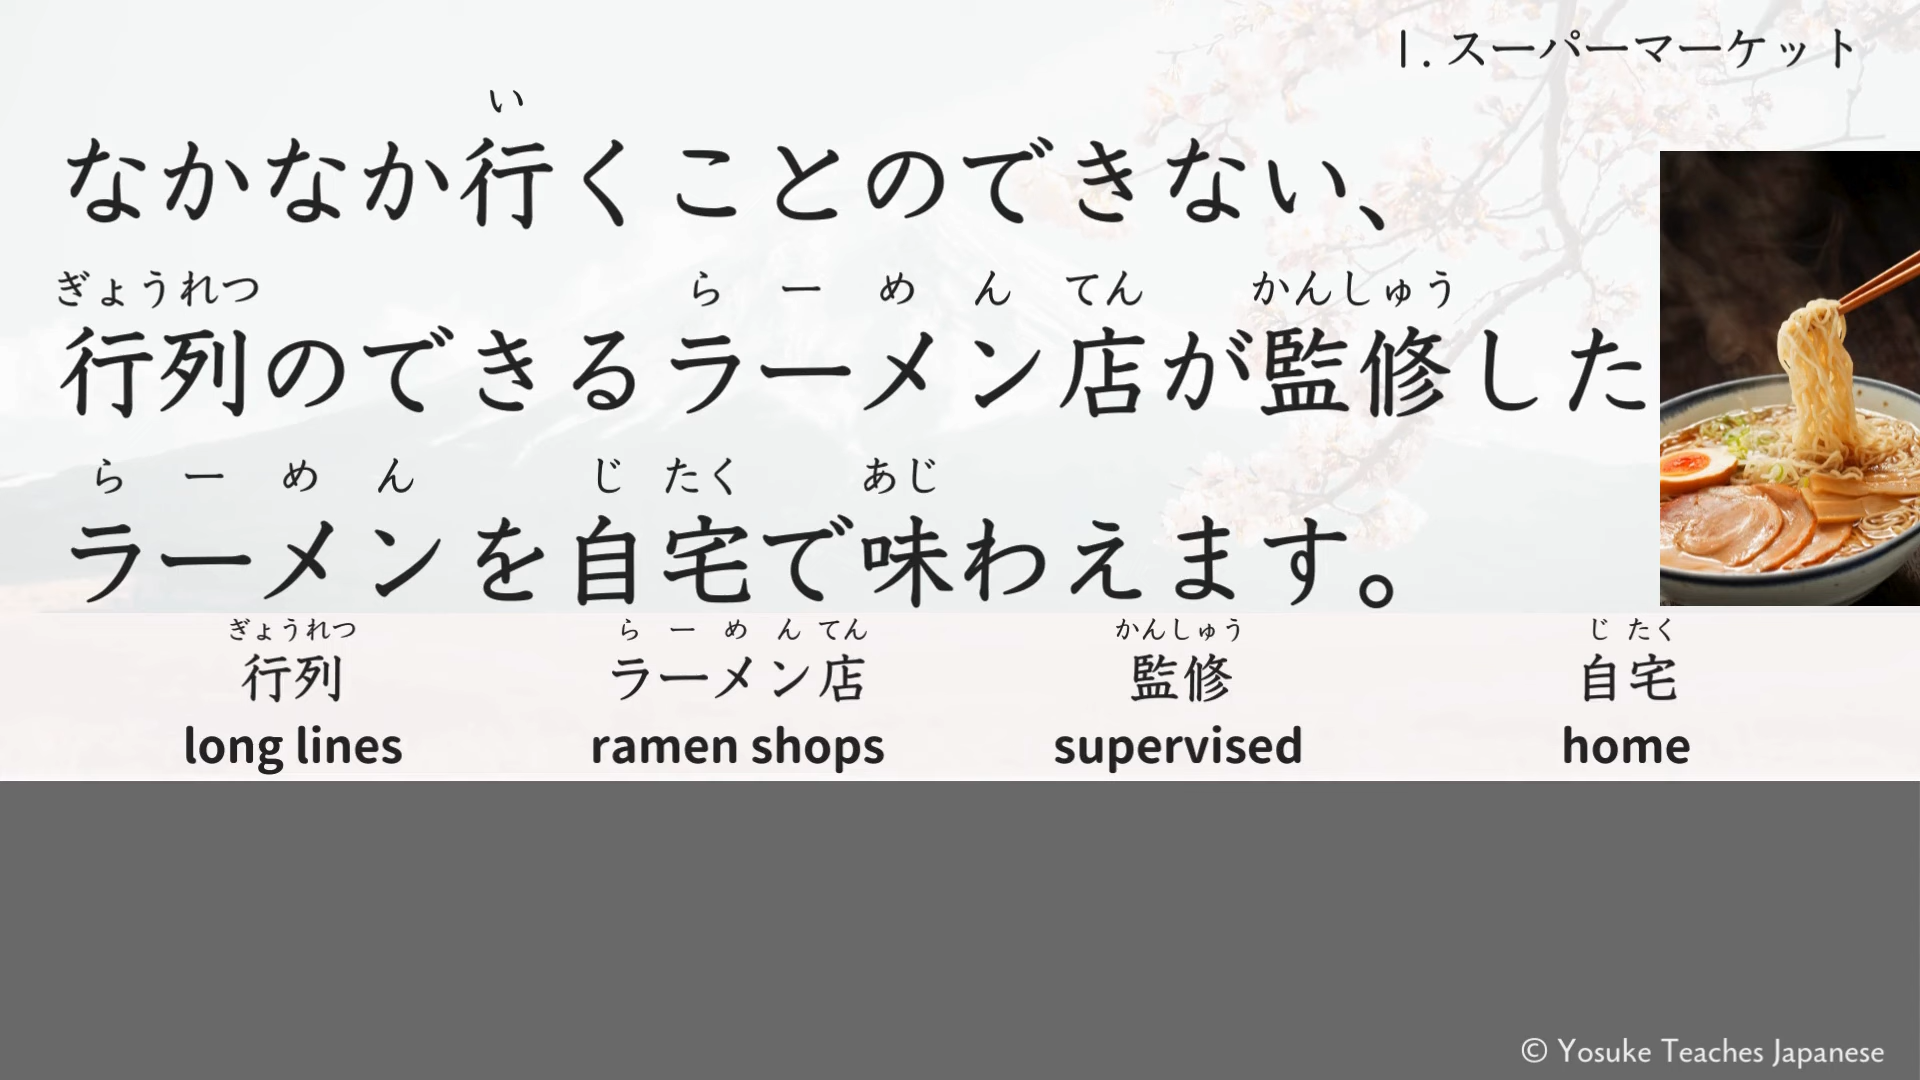 1. スーパーマーケット
い
なかなか行くことのできない、
ぎょうれつ らーめん てん かんしゅう
行列のできるラーメン店が監修した
らーめん じ たく あじ
ラーメンを自宅で味わえます。
ぎょうれつ らーめん てん かんしゅう じ たく
行列 ラーメン店 監修 自宅
long lines ramen shops supervised home
© Yosuke Teaches Japanese